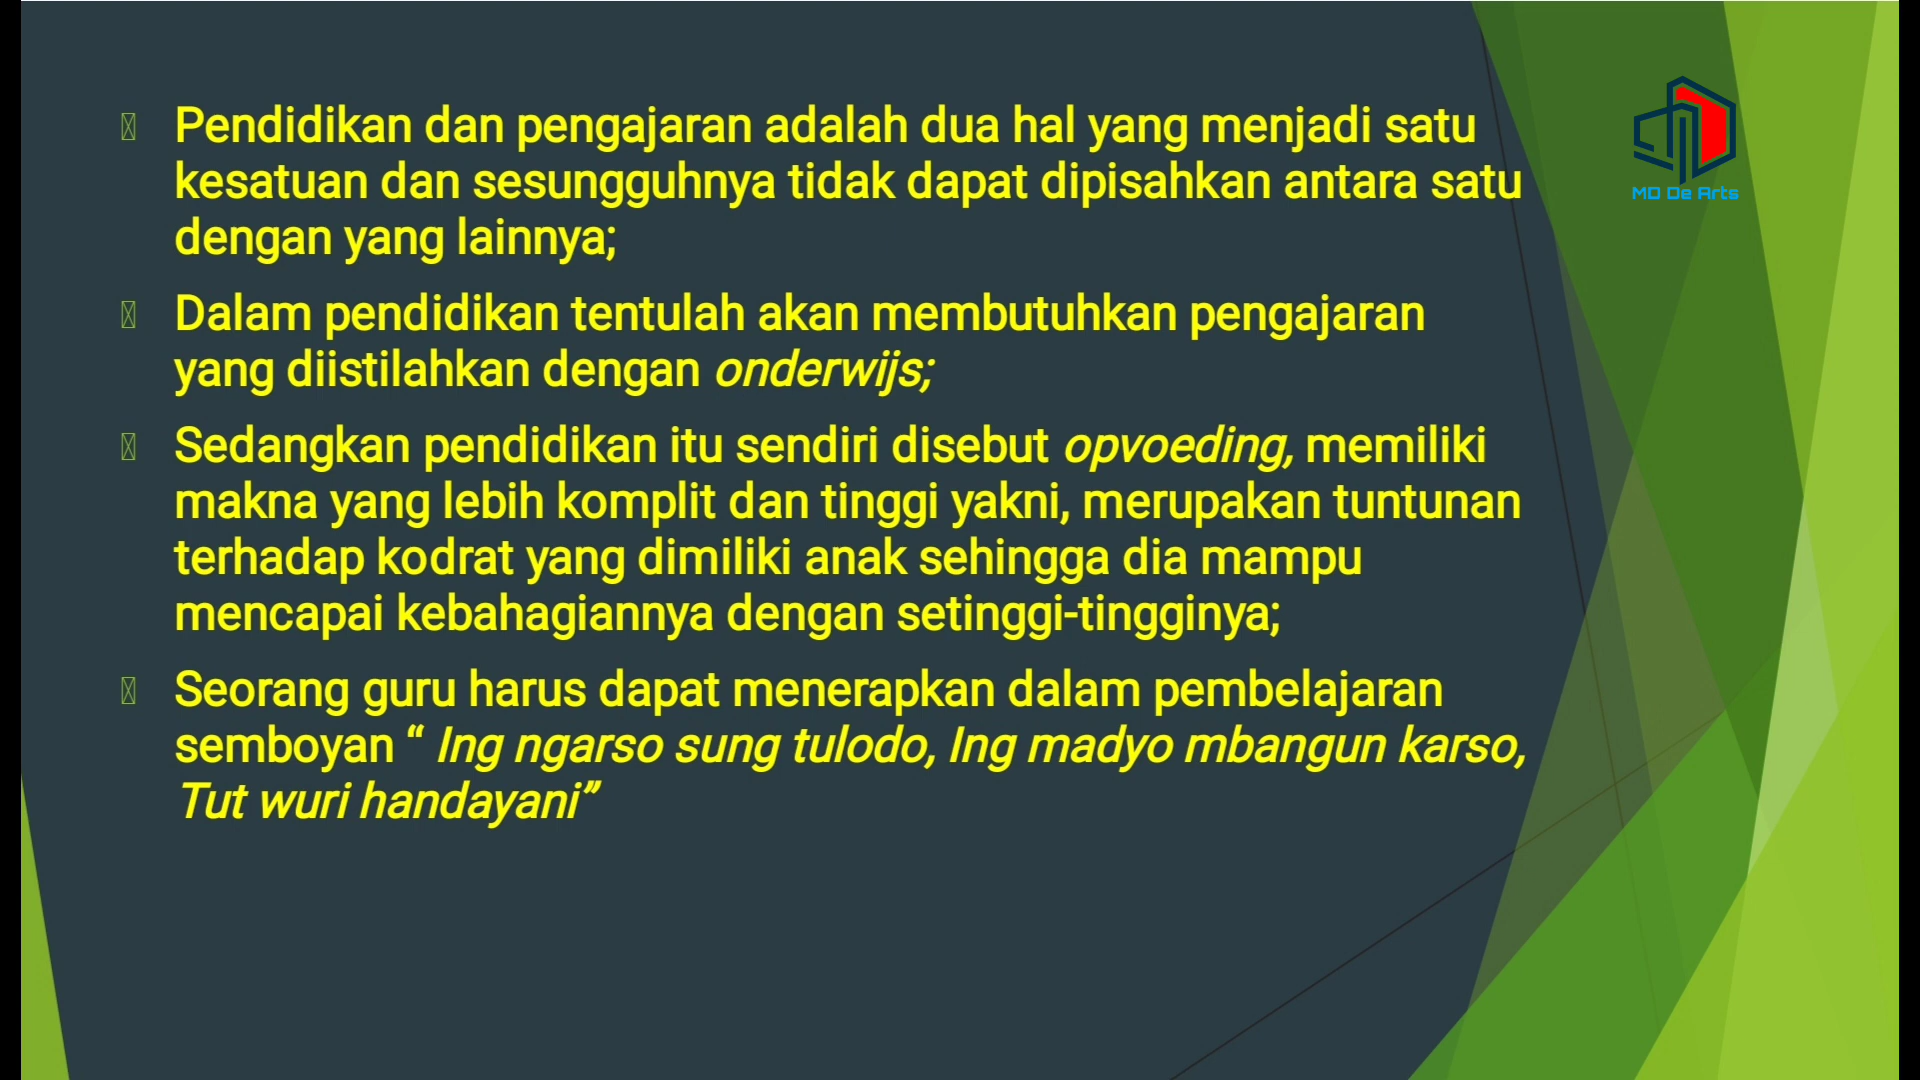 Pendidikan dan pengajaran adalah dua hal yang menjadi satu
kesatuan dan sesungguhnya tidak dapat dipisahkan antara satu
dengan yang lainnya;
Dalam pendidikan tentulah akan membutuhkan pengajaran
yang diistilahkan dengan onderwijs;
Sedangkan pendidikan itu sendiri disebut opvoeding, memiliki
makna yang lebih komplit dan tinggi yakni, merupakan tuntunan
terhadap kodrat yang dimiliki anak sehingga dia mampu
mencapai kebahagiannya dengan setinggi-tingginya;
Seorang guru harus dapat menerapkan dalam pembelajaran
semboyan “ Ing ngarso sung tulodo, Ing madyo mbangun karso,
Tut wuri handayani”
MD De Arts